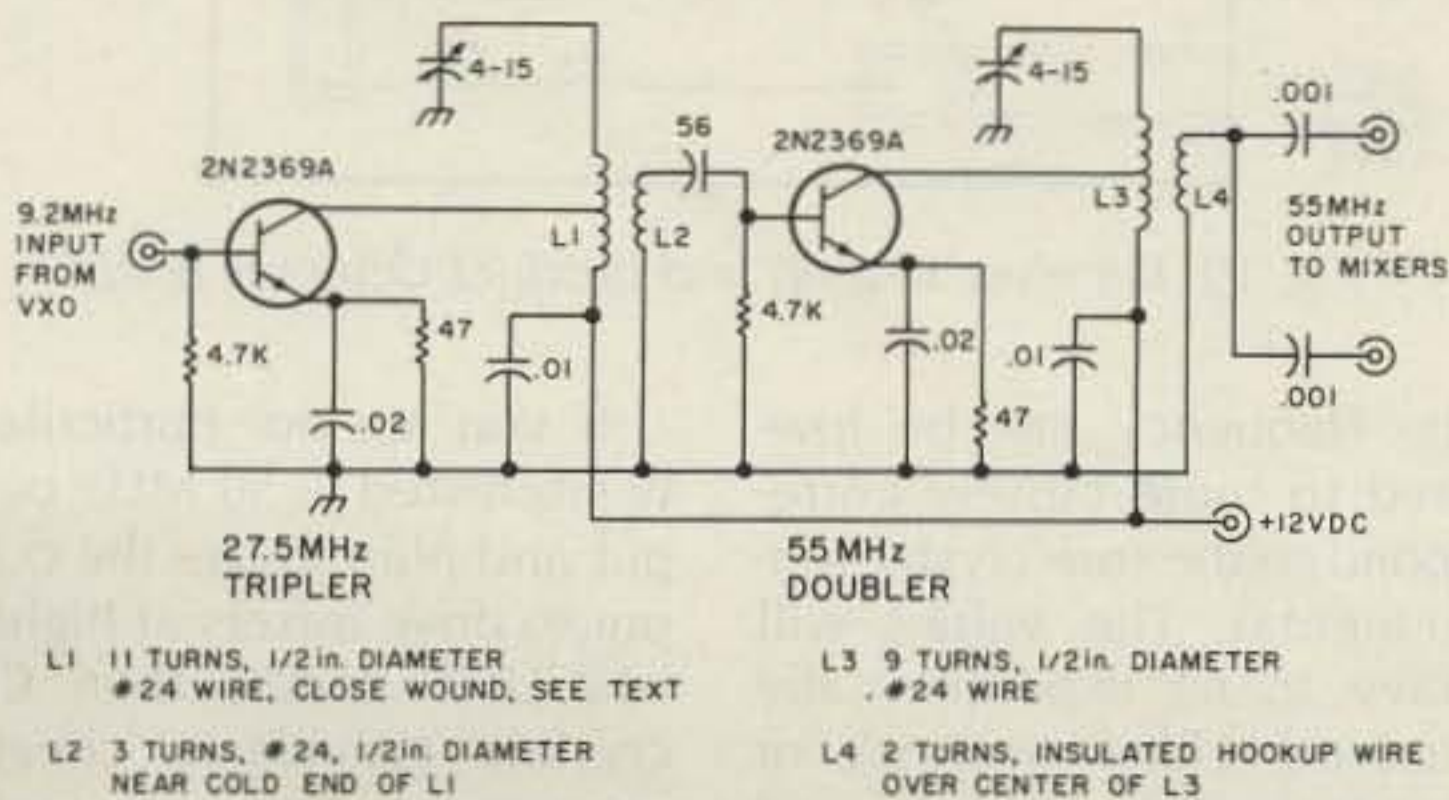 4-15
4-15
.001
56
2N2369A
2N2369A
9.2MHz
INPUT
FROM
VXO
L1
L2
L3
L4
55MHz
OUTPUT
TO MIXERS
4.7K
47
.01
.02
4.7K
.02
.01
47
.001
+12VDC
27.5MHz
TRIPLER
55MHz
DOUBLER
L1 11 TURNS, 1/2in. DIAMETER
#24 WIRE, CLOSE WOUND, SEE TEXT
L2 3 TURNS, #24, 1/2in. DIAMETER
NEAR COLD END OF L1
L3 9 TURNS, 1/2in. DIAMETER
. #24 WIRE
L4 2 TURNS, INSULATED HOOKUP WIRE
OVER CENTER OF L3